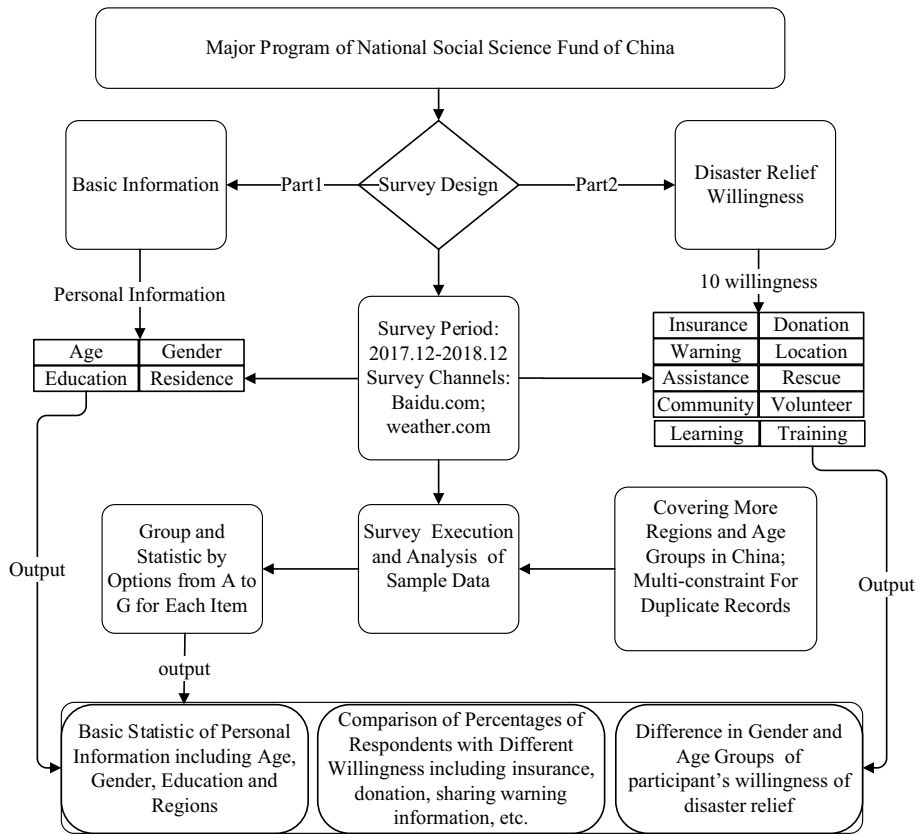 Major Program of National Social Science Fund of China
Basic Information
Part1
Survey Design
Part2
Disaster Relief
Willingness
Personal Information
10 willingness
Age
Gender
Education
Residence
Survey Period:
2017.12-2018.12
Survey Channels:
Baidu.com;
weather.com
Insurance
Donation
Warning
Location
Assistance
Rescue
Community
Volunteer
Learning
Training
Output
Group and
Statistic by
Options from A to
G for Each Item
Survey Execution
and Analysis of
Sample Data
Covering More
Regions and Age
Groups in China;
Multi-constraint For
Duplicate Records
Output
output
Basic Statistic of Personal
Information including Age,
Gender, Education and
Regions
Comparison of Percentages of
Respondents with Different
Willingness including insurance,
donation, sharing warning
information, etc.
Difference in Gender and
Age Groups of
participant's willingness of
disaster relief